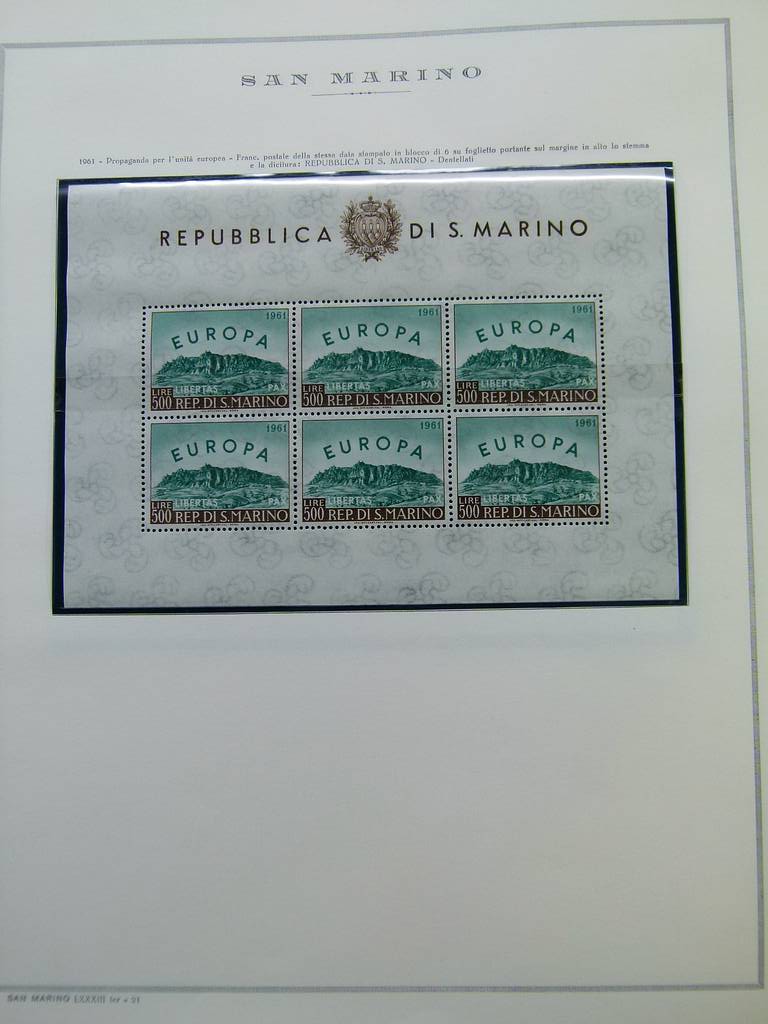 SAN MARINO
1961 - Propaganda per l'unità europea - Franc. postale della stessa data stampato in blocco di 6 su foglietto portante sul margine in alto lo stemma
e la dicitura: REPUBBLICA DI S. MARINO - Dentellati
REPUBBLICA DI S. MARINO
1961 1961 1961
EUROPA EUROPA EUROPA
LIBERTAS PAX LIBERTAS PAX LIBERTAS PAX
LIRE 500 REP. DI S. MARINO LIRE 500 REP. DI S. MARINO LIRE 500 REP. DI S. MARINO
1961 1961 1961
EUROPA EUROPA EUROPA
LIBERTAS PAX LIBERTAS PAX LIBERTAS PAX
LIRE 500 REP. DI S. MARINO LIRE 500 REP. DI S. MARINO LIRE 500 REP. DI S. MARINO
SAN MARINO LXXXIII ter • 21